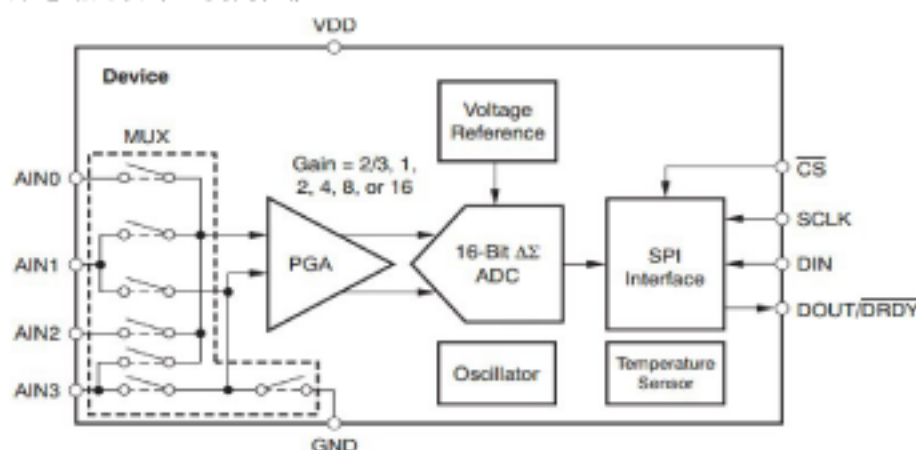 VDD
Device
MUX
Voltage
Reference
Gain = 2/3, 1,
2, 4, 8, or 16
AIN0
CS
SCLK
AIN1
PGA
16-Bit ΔΣ
ADC
SPI
Interface
DIN
DOUT/DRDY
AIN2
AIN3
Oscillator
Temperature
Sensor
GND